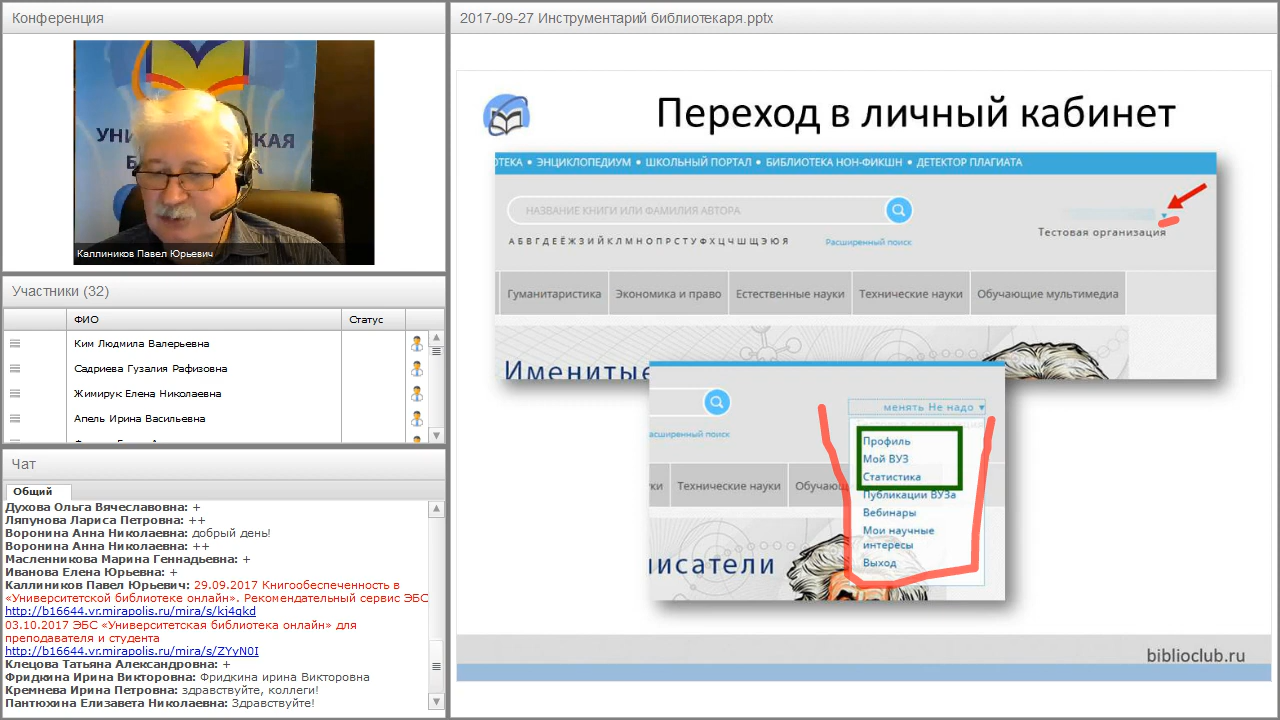 Конференция
УНИ
СКАЯ
Б
Каллиников Павел Юрьевич
Участники (32)
ФИО
Статус
Ким Людмила Валерьевна
Садриева Гузалия Рафизовна
Жимирук Елена Николаевна
Апель Ирина Васильевна
Чат
Общий
Духова Ольга Вячеславовна: +
Ляпунова Лариса Петровна: ++
Воронина Анна Николаевна: добрый день!
Воронина Анна Николаевна: ++
Масленникова Марина Геннадьевна: +
Иванова Елена Юрьевна: +
Каллиников Павел Юрьевич: 29.09.2017 Книгообеспеченность в
«Университетской библиотеке онлайн». Рекомендательный сервис ЭБС
http://b16644.vr.mirapolis.ru/mira/s/kj4qkd
03.10.2017 ЭБС «Университетская библиотека онлайн» для
преподавателя и студента
http://b16644.vr.mirapolis.ru/mira/s/ZYyN0I
Клецова Татьяна Александровна: +
Фридкина Ирина Викторовна: Фридкина ирина Викторовна
Кремнева Ирина Петровна: здравствуйте, коллеги!
Пантюхина Елизавета Николаевна: Здравствуйте!
2017-09-27 Инструментарий библиотекаря.pptx
Переход в личный кабинет
ОТЕКА • ЭНЦИКЛОПЕДИУМ • ШКОЛЬНЫЙ ПОРТАЛ • БИБЛИОТЕКА НОН-ФИКШН • ДЕТЕКТОР ПЛАГИАТА
НАЗВАНИЕ КНИГИ ИЛИ ФАМИЛИЯ АВТОРА
А Б В Г Д Е Ё Ж З И Й К Л М Н О П Р С Т У Ф Х Ц Ч Ш Щ Э Ю Я
Расширенный поиск
Тестовая организация
Гуманитаристика
Экономика и право
Естественные науки
Технические науки
Обучающие мультимедиа
Именитые
асширенный поиск
менять Не надо ▼
уки
Технические науки
Обучающ
Профиль
Мой ВУЗ
Статистика
Публикации ВУЗа
Вебинары
Мои научные
интересы
Выход
исатели
biblioclub.ru